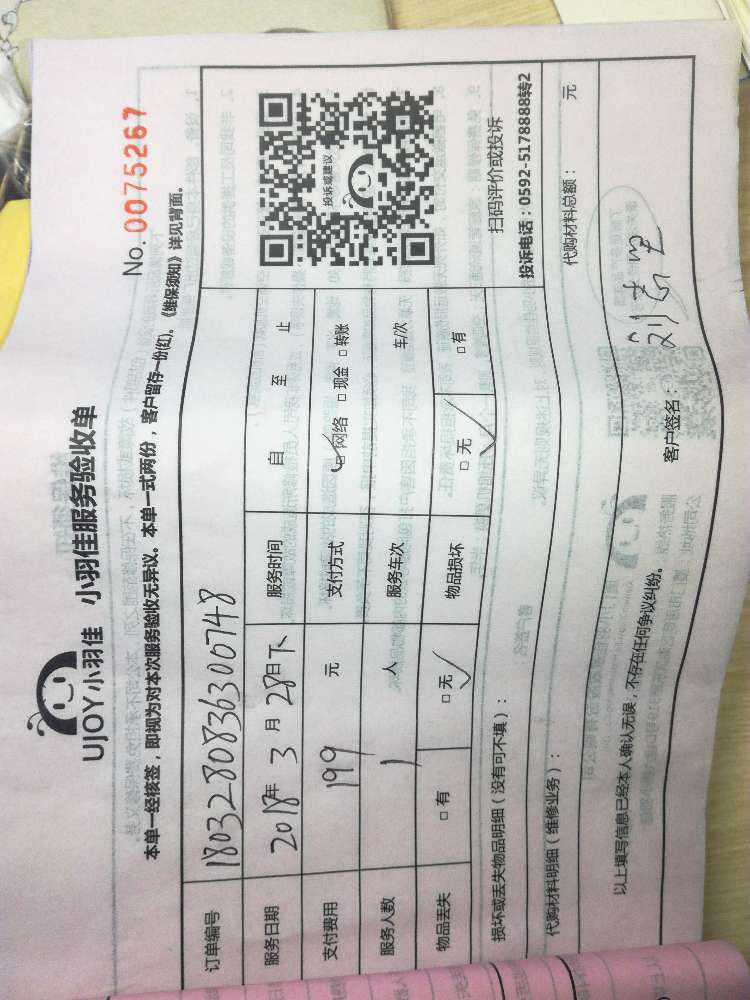 UJOY小羽佳 小羽佳服务验收单
No. 0075267
本单一经核签，即视为对本次服务验收无异议。本单一式两份，客户留存一份(红)。《维保须知》详见背面。
订单编号 1803280836300748
服务日期 2018年 3 月 28日下 服务时间 自 至 止
支付费用 199 元 支付方式 □网络 □现金 □转账
服务人数 1 人 服务车次 车/次
物品丢失 □有 □无 物品损坏 □无 □有
投诉或建议
扫码评价或投诉
投诉电话：0592-5178888转2
损坏或丢失物品明细（没有可不填）：
代购材料明细（维修业务）： 代购材料总额： 元
以上填写信息已经本人确认无误，不存在任何争议纠纷。
客户签名：